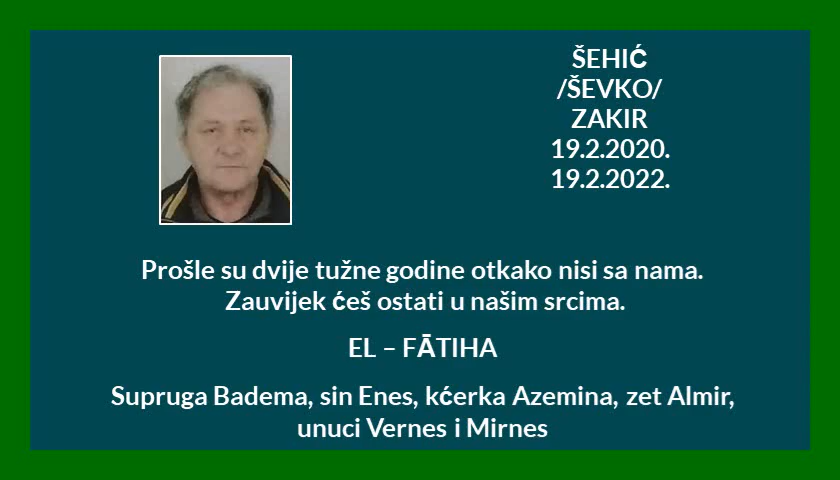 ŠEHIĆ
/ŠEVKO/
ZAKIR
19.2.2020.
19.2.2022.
Prošle su dvije tužne godine otkako nisi sa nama.
Zauvijek ćeš ostati u našim srcima.
EL – FĀTIHA
Supruga Badema, sin Enes, kćerka Azemina, zet Almir,
unuci Vernes i Mirnes